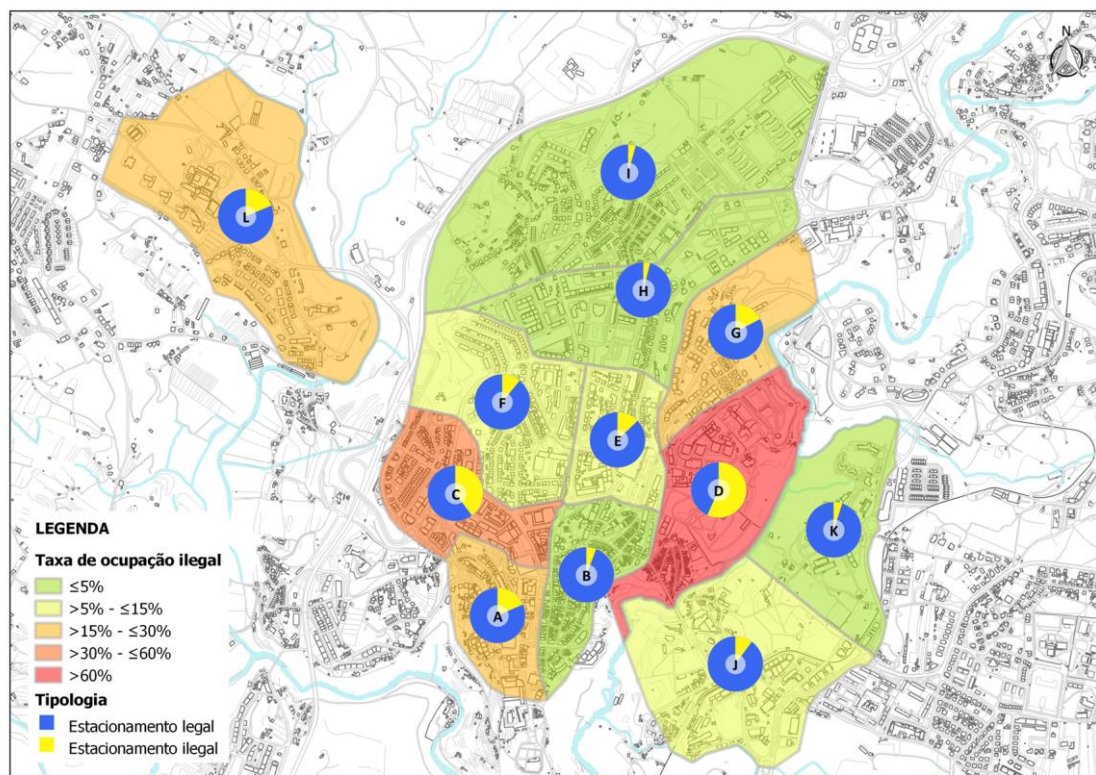 N
I
L
H
G
F
E
C
D
K
B
A
J
LEGENDA
Taxa de ocupação ilegal
≤5%
>5% - ≤15%
>15% - ≤30%
>30% - ≤60%
>60%
Tipologia
Estacionamento legal
Estacionamento ilegal